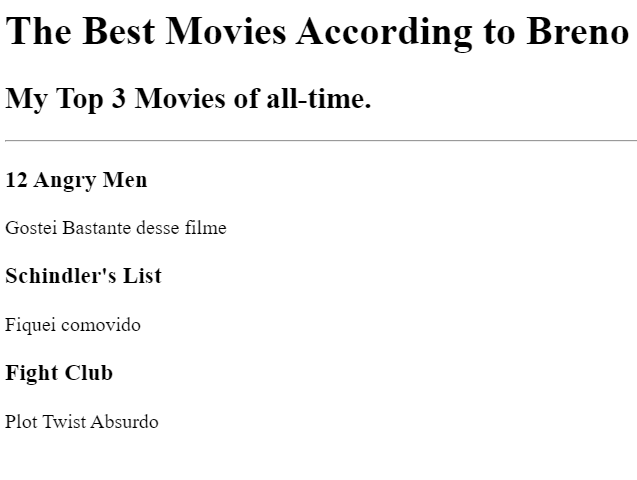 The Best Movies According to Breno
My Top 3 Movies of all-time.
12 Angry Men
Gostei Bastante desse filme
Schindler's List
Fiquei comovido
Fight Club
Plot Twist Absurdo